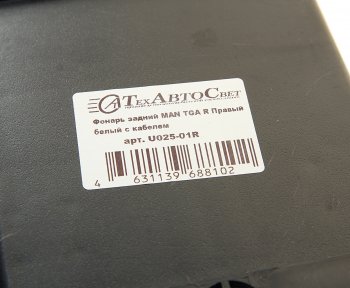 ТехАвтоСвет
Фонарь задний MAN TGA R Правый
белый с кабелем
арт. U025-01R
4 631139 688102